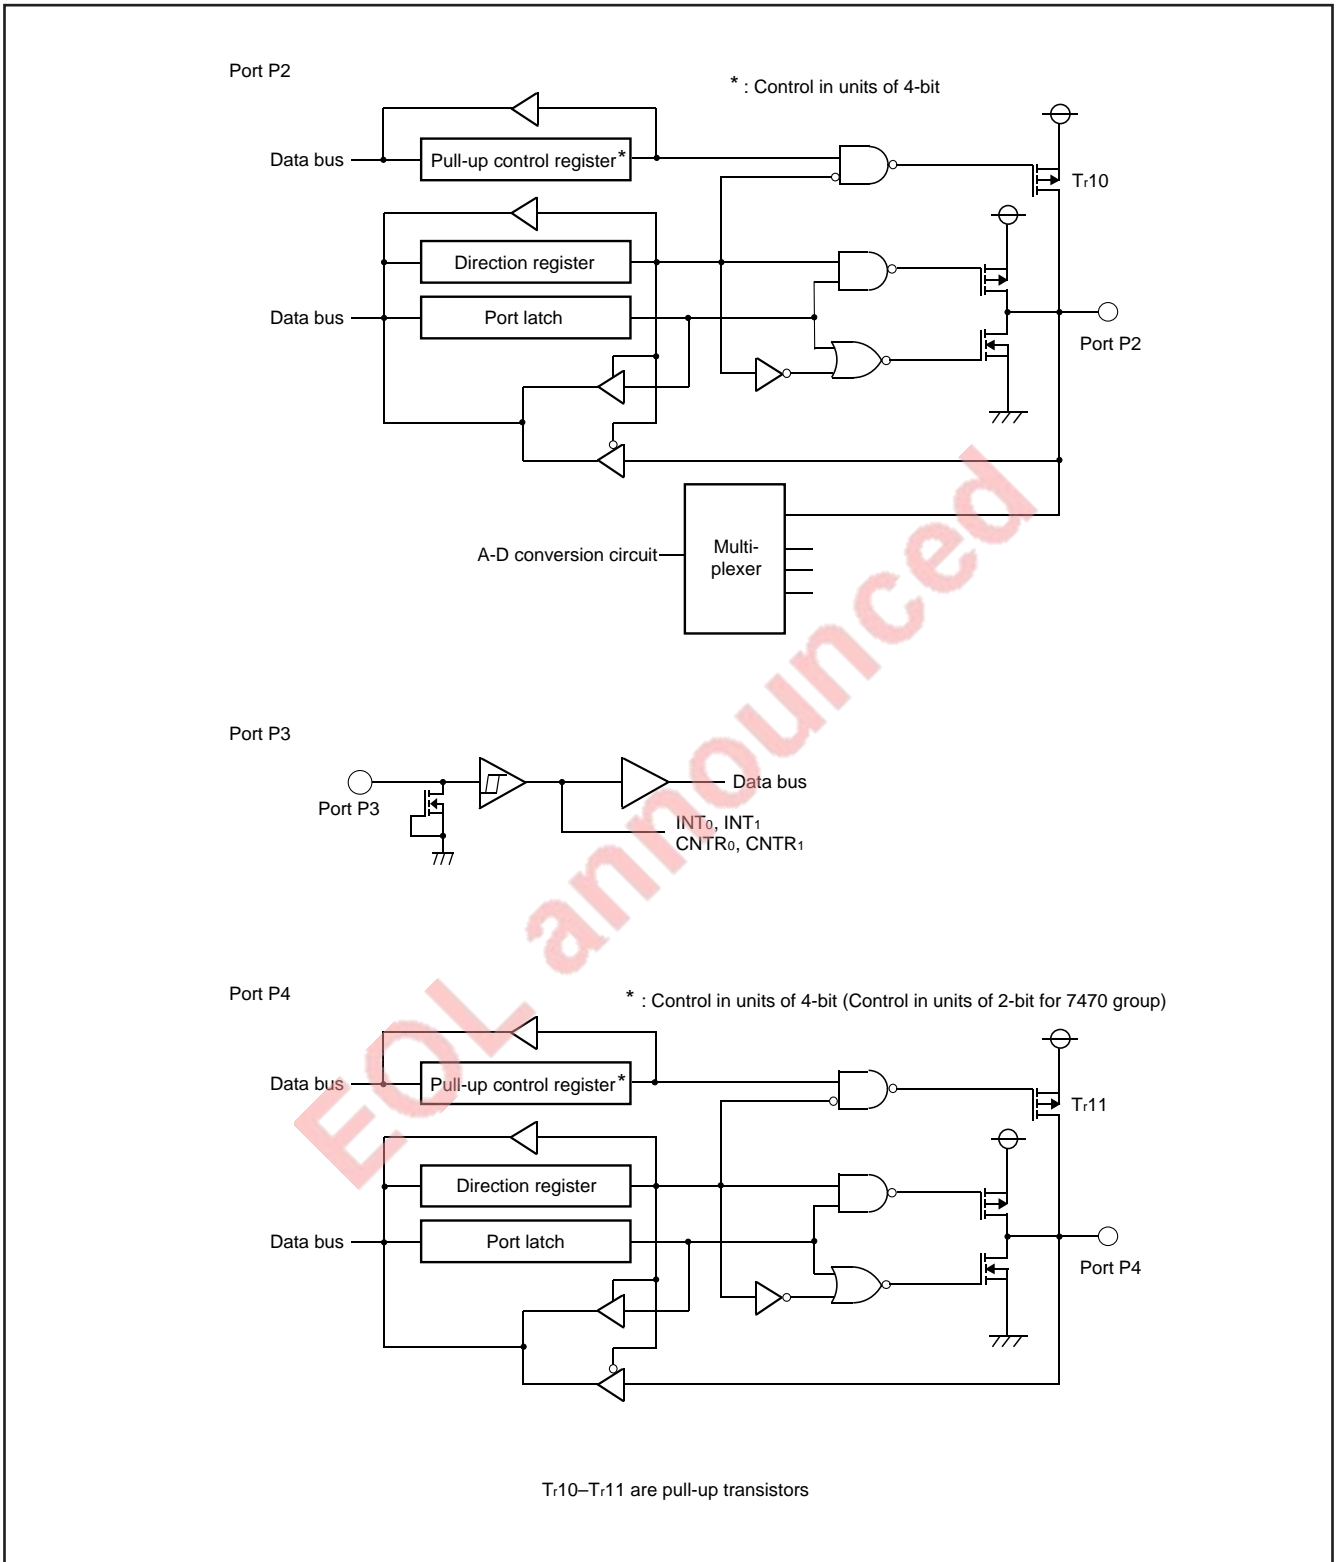 Port P2
* : Control in units of 4-bit
Data bus
Pull-up control register*
Tr10
Direction register
Data bus
Port latch
Port P2
A-D conversion circuit
Multi-
plexer
Port P3
Port P3
Data bus
INT0, INT1
CNTR0, CNTR1
Port P4
* : Control in units of 4-bit (Control in units of 2-bit for 7470 group)
Data bus
Pull-up control register*
Tr11
Direction register
Data bus
Port latch
Port P4
Tr10–Tr11 are pull-up transistors
EOL announced